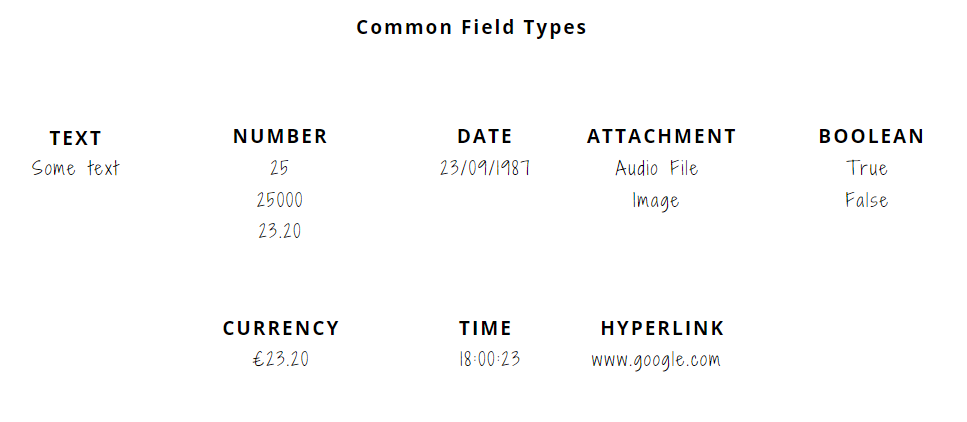 Common Field Types
TEXT NUMBER DATE ATTACHMENT BOOLEAN
Some text 25 23/09/1987 Audio File True
25000 Image False
23.20
CURRENCY TIME HYPERLINK
€23.20 18:00:23 www.google.com